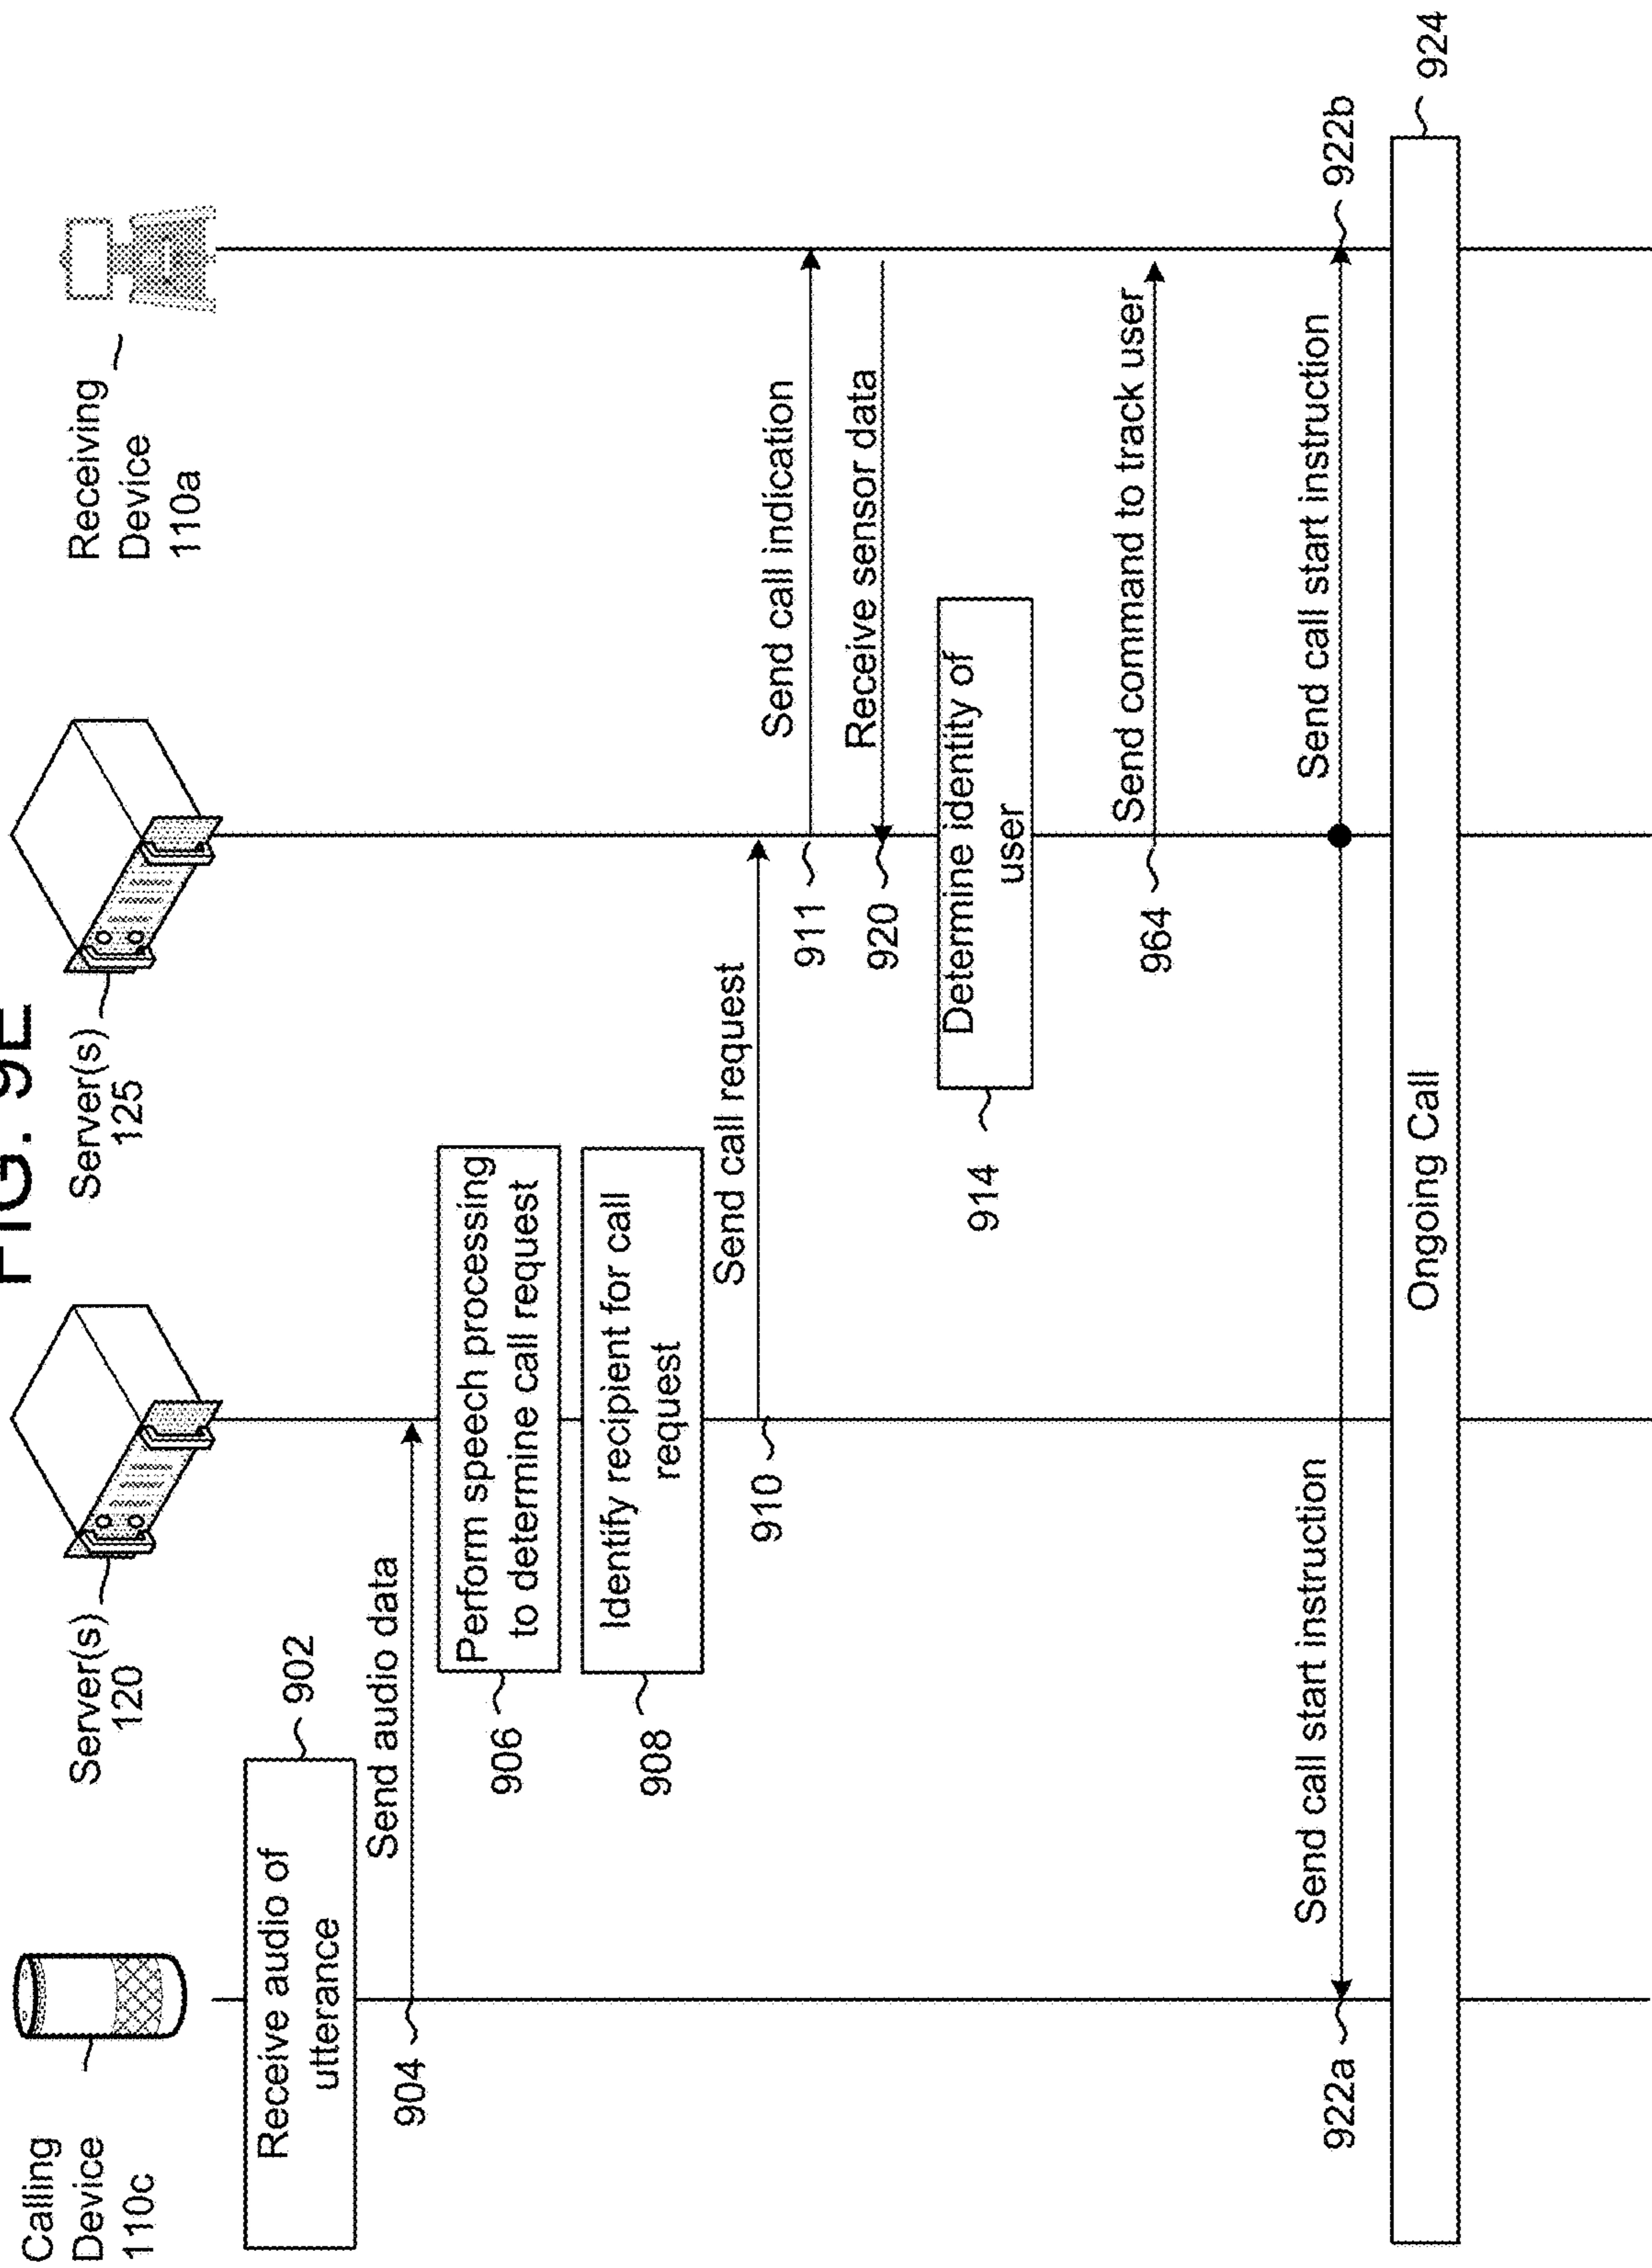 FIG. 9E
Calling
Device
110c
Server(s)
120
Server(s)
125
Receiving
Device
110a
Receive audio of
utterance
902
Send audio data
904
Perform speech processing
to determine call request
906
Identify recipient for call
request
908
Send call request
910
Send call indication
911
Receive sensor data
920
Determine identity of
user
914
Send command to track user
964
Send call start instruction
922a
Send call start instruction
922b
Ongoing Call
924